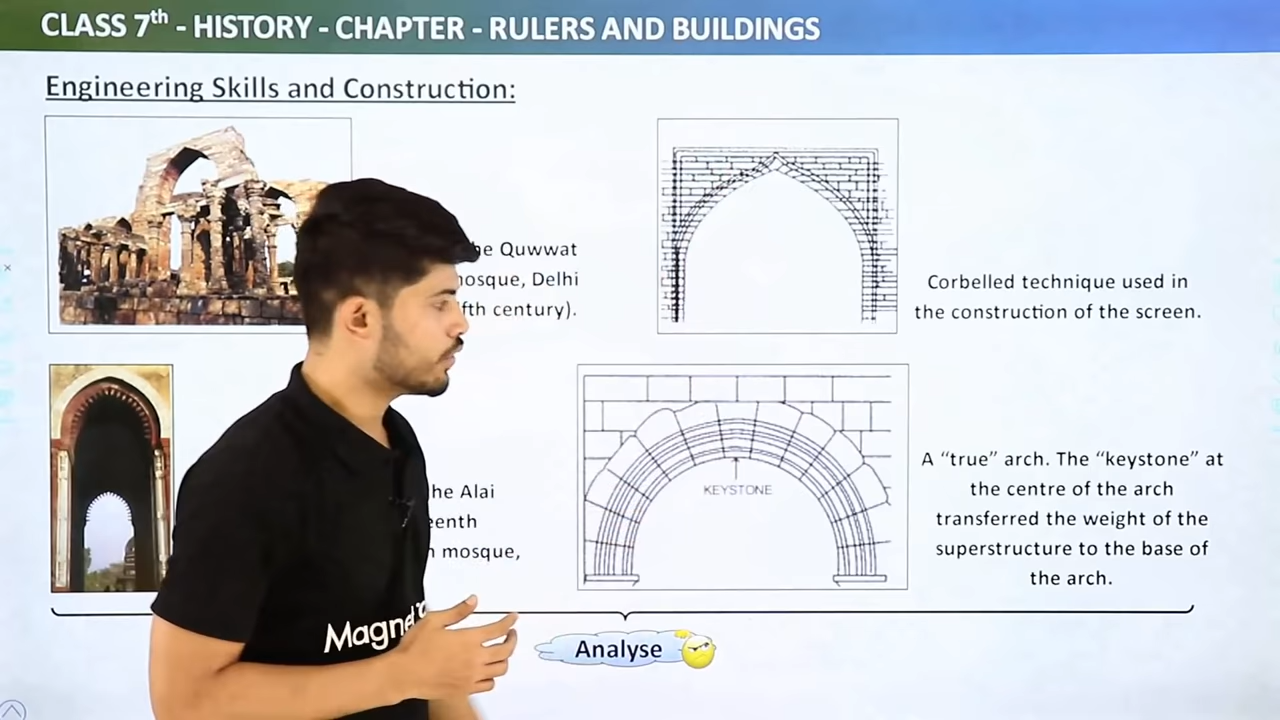 CLASS 7th - HISTORY - CHAPTER - RULERS AND BUILDINGS
Engineering Skills and Construction:
he Quwwat
mosque, Delhi
fth century).
Corbelled technique used in
the construction of the screen.
he Alai
eenth
mosque,
KEYSTONE
A “true” arch. The “keystone” at
the centre of the arch
transferred the weight of the
superstructure to the base of
the arch.
Magne
Analyse